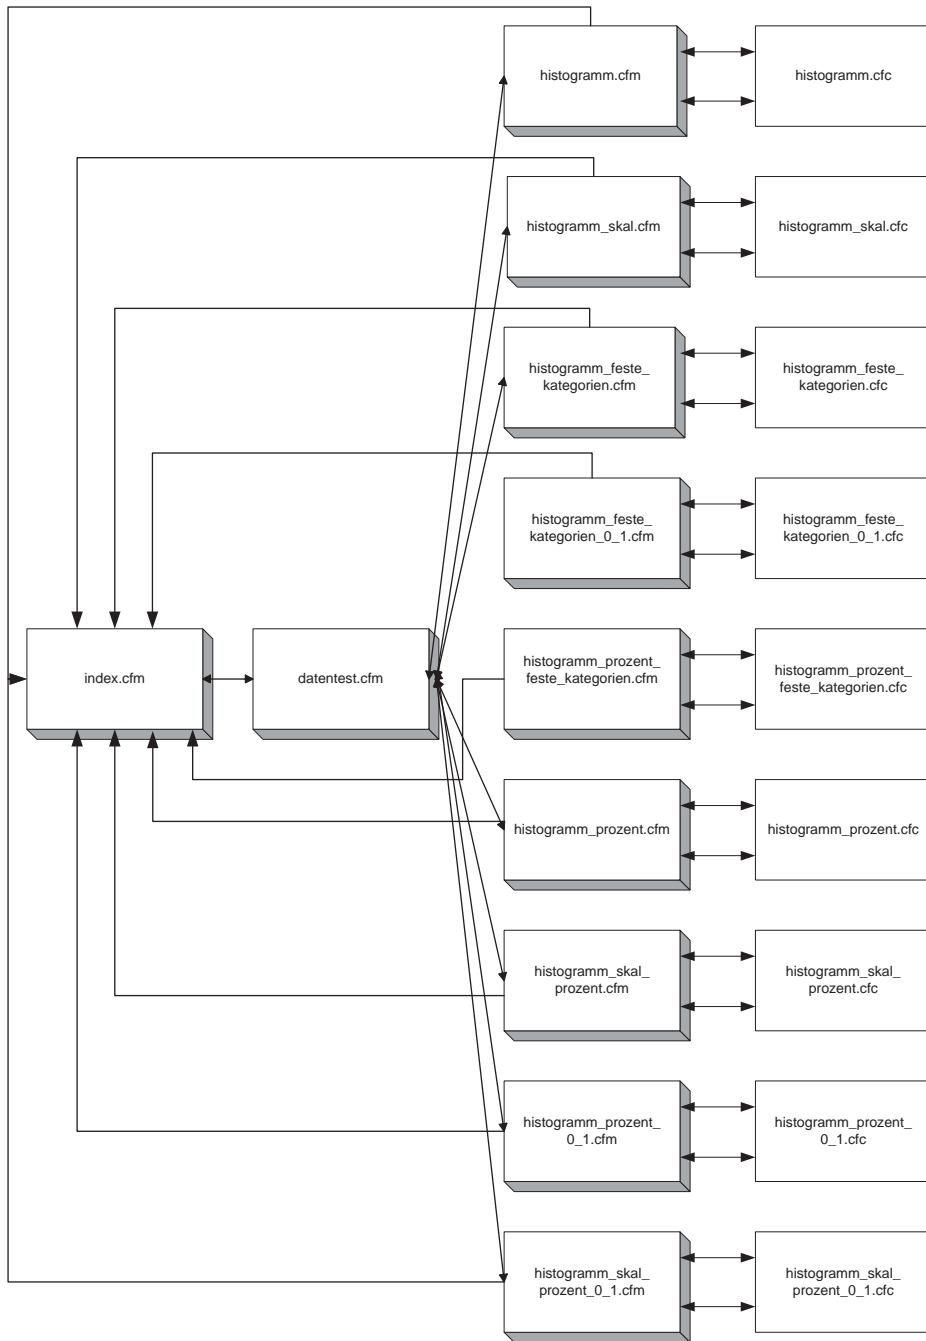 histogramm.cfm
histogramm.cfc
histogramm_skal.cfm
histogramm_skal.cfc
histogramm_feste_
kategorien.cfm
histogramm_feste_
kategorien.cfc
histogramm_feste_
kategorien_0_1.cfm
histogramm_feste_
kategorien_0_1.cfc
index.cfm
datentest.cfm
histogramm_prozent_
feste_kategorien.cfm
histogramm_prozent_
feste_kategorien.cfc
histogramm_prozent.cfm
histogramm_prozent.cfc
histogramm_skal_
prozent.cfm
histogramm_skal_
prozent.cfc
histogramm_prozent_
0_1.cfm
histogramm_prozent_
0_1.cfc
histogramm_skal_
prozent_0_1.cfm
histogramm_skal_
prozent_0_1.cfc